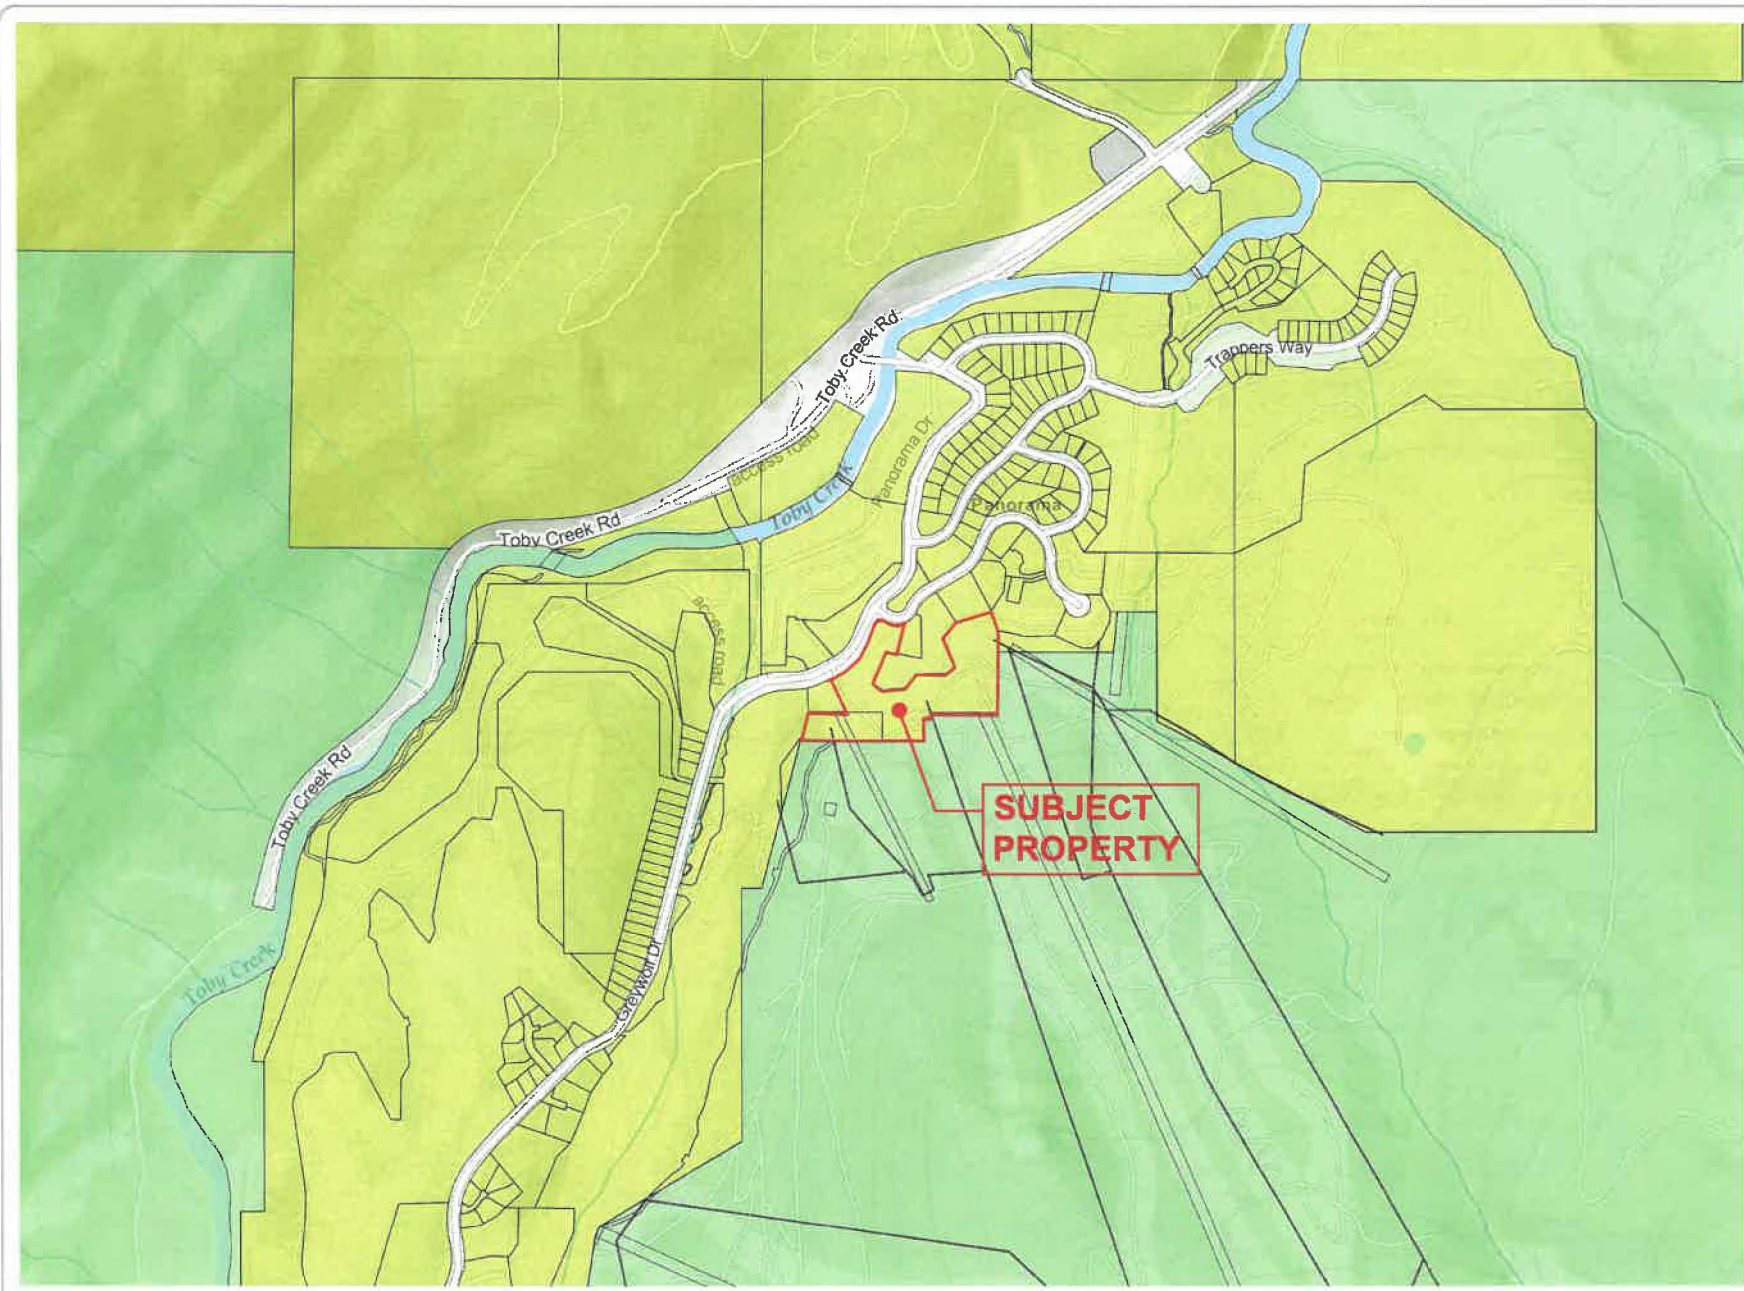 Toby Creek Rd.
Trappers Way
access road
Panorama Dr
Toby Creek
Panorama
Toby Creek Rd
access road
Toby Creek Rd
SUBJECT
PROPERTY
Toby Creek
Greywolf Dr